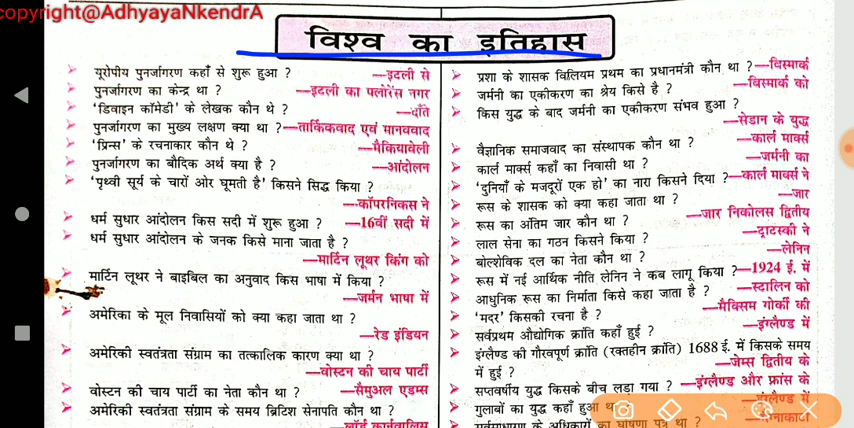 copyright@AdhyayaNkendrA
विश्व का इतिहास
यूरोपीय पुनर्जागरण कहाँ से शुरू हुआ ? —इटली से
पुनर्जागरण का केन्द्र था ? —इटली का फ्लोरेंस नगर
'डिवाइन कॉमेडी' के लेखक कौन थे ? —दाँते
पुनर्जागरण का मुख्य लक्षण क्या था ?—तार्किकवाद एवं मानववाद
'प्रिन्स' के रचनाकार कौन थे ? —मैकियावेली
पुनर्जागरण का बौदिक अर्थ क्या है ? —आंदोलन
'पृथ्वी सूर्य के चारों ओर घूमती है' किसने सिद्ध किया ?
—कॉपरनिकस ने
धर्म सुधार आंदोलन किस सदी में शुरू हुआ ? —16वीं सदी में
धर्म सुधार आंदोलन के जनक किसे माना जाता है ?
—मार्टिन लूथर किंग को
मार्टिन लूथर ने बाइबिल का अनुवाद किस भाषा में किया ?
—जर्मन भाषा में
अमेरिका के मूल निवासियों को क्या कहा जाता था ?
—रेड इंडियन
अमेरिकी स्वतंत्रता संग्राम का तत्कालिक कारण क्या था ?
—वोस्टन की चाय पार्टी
वोस्टन की चाय पार्टी का नेता कौन था ? —सैमुअल एडम्स
अमेरिकी स्वतंत्रता संग्राम के समय ब्रिटिश सेनापति कौन था ?
—लॉर्ड कार्नवालिस
प्रशा के शासक विलियम प्रथम का प्रधानमंत्री कौन था ?—विस्मार्क
जर्मनी का एकीकरण का श्रेय किसे है ? —विस्मार्क को
किस युद्ध के बाद जर्मनी का एकीकरण संभव हुआ ?
—सेडान के युद्ध
वैज्ञानिक समाजवाद का संस्थापक कौन था ? —कार्ल मार्क्स
कार्ल मार्क्स कहाँ का निवासी था ? —जर्मनी का
'दुनियाँ के मजदूरों एक हो' का नारा किसने दिया ?—कार्ल मार्क्स ने
रूस के शासक को क्या कहा जाता था ? —जार
रूस का अंतिम जार कौन था ? —जार निकोलस द्वितीय
लाल सेना का गठन किसने किया ? —ट्राटस्की ने
बोल्शेविक दल का नेता कौन था ? —लेनिन
रूस में नई आर्थिक नीति लेनिन ने कब लागू किया ?—1924 ई. में
आधुनिक रूस का निर्माता किसे कहा जाता है ? —स्टालिन को
'मदर' किसकी रचना है ? —मैक्सिम गोर्की की
सर्वप्रथम औद्योगिक क्रांति कहाँ हुई ? —इंग्लैण्ड में
इंग्लैण्ड की गौरवपूर्ण क्रांति (रक्तहीन क्रांति) 1688 ई. में किसके समय
में हुई ? —जेम्स द्वितीय के
सप्तवर्षीय युद्ध किसके बीच लड़ा गया ? —इंग्लैण्ड और फ्रांस के
गुलाबों का युद्ध कहाँ हुआ —इंग्लैण्ड में
के अधिकारों का घोषणा पत्र था ?